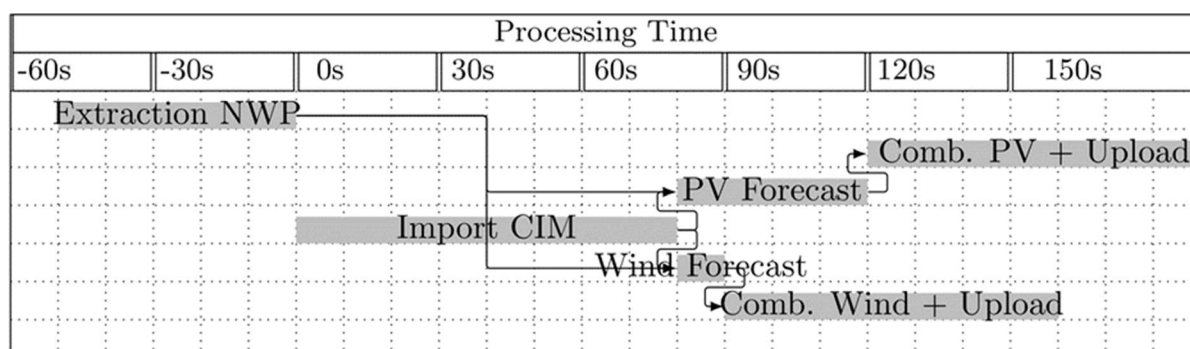 Processing Time
-60s -30s 0s 30s 60s 90s 120s 150s
Extraction NWP
Comb. PV + Upload
PV Forecast
Import CIM
Wind Forecast
Comb. Wind + Upload